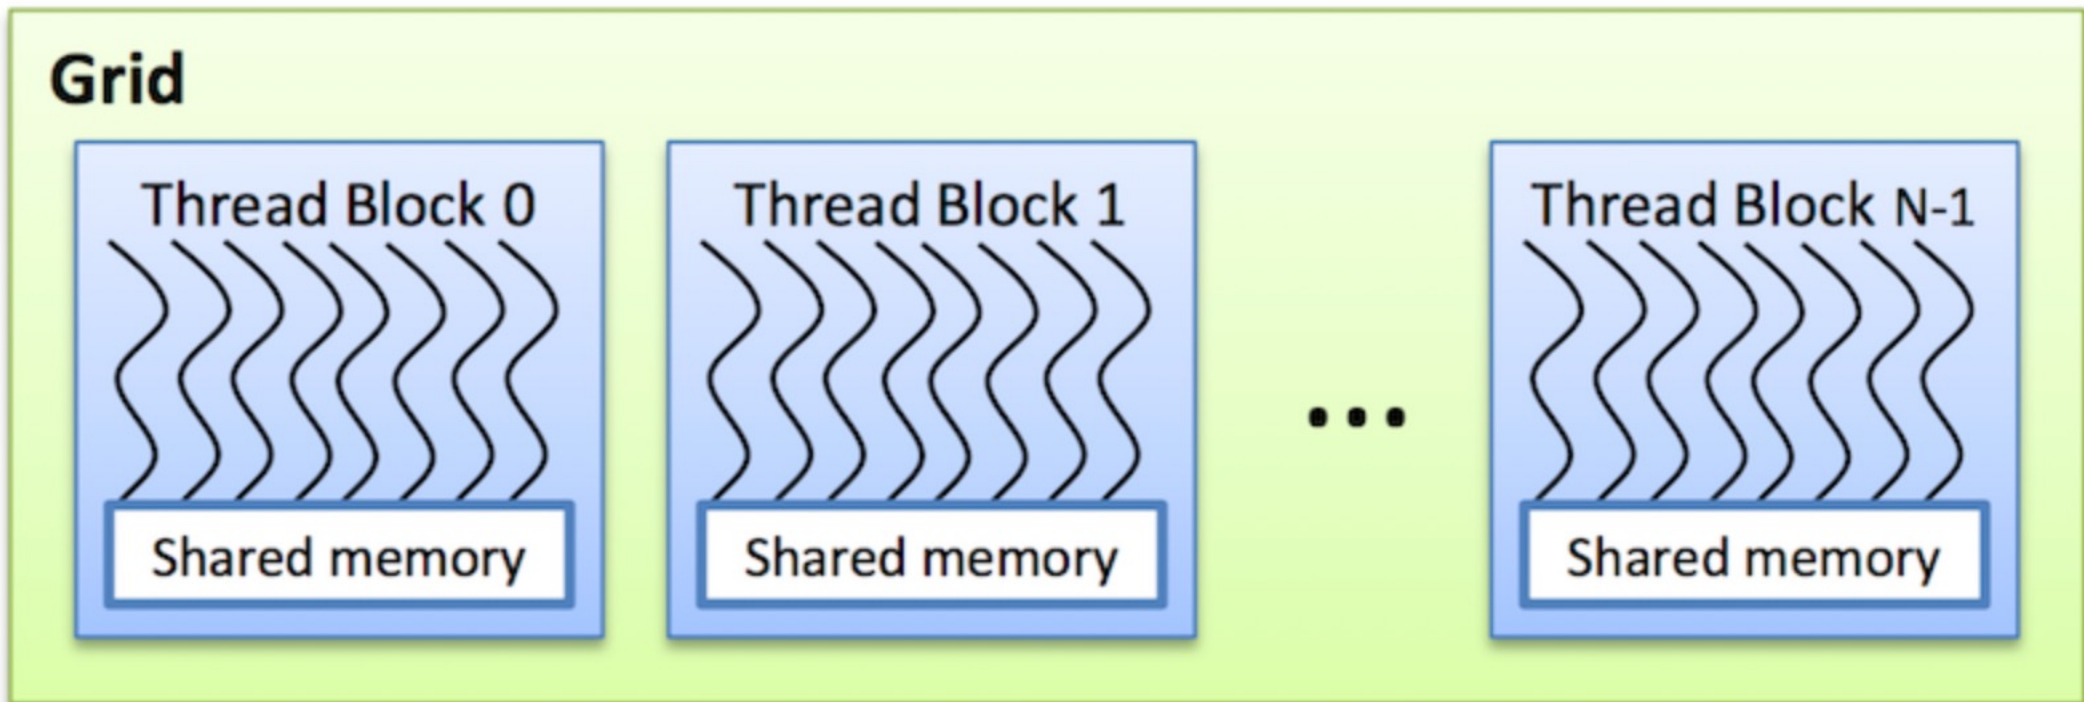 Grid
Thread Block 0
Thread Block 1
...
Thread Block N-1
Shared memory
Shared memory
Shared memory